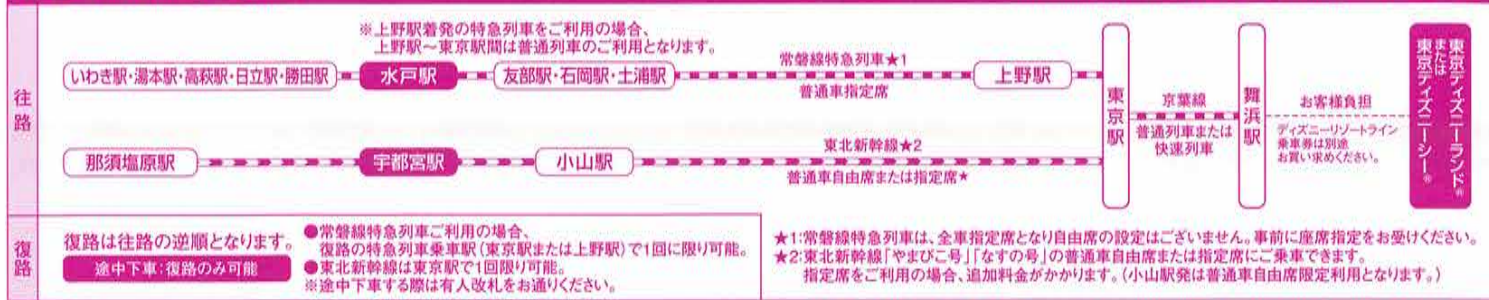 往路
※上野駅着発の特急列車をご利用の場合、
上野駅～東京駅間は普通列車のご利用となります。
いわき駅・湯本駅・高萩駅・日立駅・勝田駅
水戸駅
友部駅・石岡駅・土浦駅
常磐線特急列車★1
普通車指定席
上野駅
那須塩原駅
宇都宮駅
小山駅
東北新幹線★2
普通車自由席または指定席★
東京駅
京葉線
普通列車または
快速列車
舞浜駅
お客様負担
ディズニーリゾートライン
乗車券は別途
お買い求めください。
東京ディズニーランド®
または
東京ディズニーシー®
復路
復路は往路の逆順となります。
途中下車：復路のみ可能
●常磐線特急列車ご利用の場合、
復路の特急列車乗車駅（東京駅または上野駅）で1回に限り可能。
●東北新幹線は東京駅で1回限り可能。
※途中下車する際は有人改札をお通りください。
★1:常磐線特急列車は、全車指定席となり自由席の設定はございません。事前に座席指定をお受けください。
★2:東北新幹線「やまびこ号」「なすの号」の普通車自由席または指定席にご乗車できます。
指定席をご利用の場合、追加料金がかかります。（小山駅発は普通車自由席限定利用となります。）